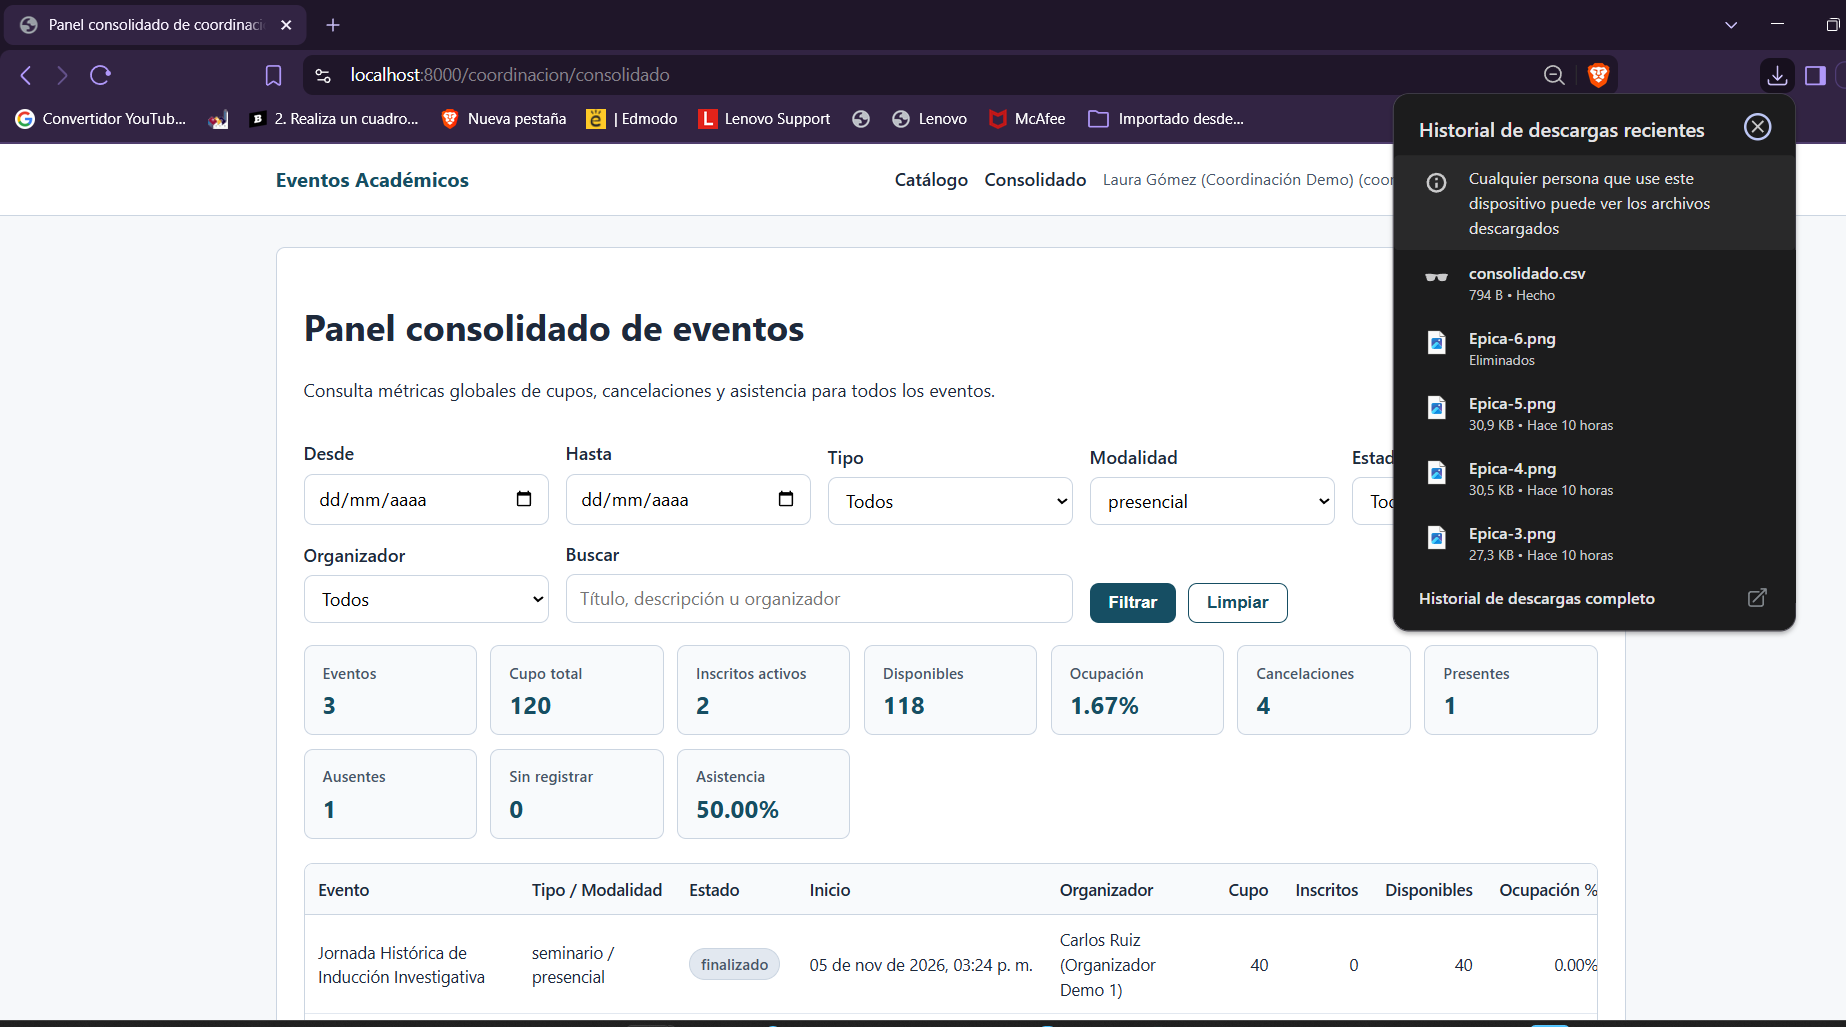 Panel consolidado de coordinaci
localhost:8000/coordinacion/consolidado
Convertidor YouTub...
2. Realiza un cuadro...
Nueva pestaña
| Edmodo
Lenovo Support
Lenovo
McAfee
Importado desde...
Historial de descargas recientes
Cualquier persona que use este
dispositivo puede ver los archivos
descargados
consolidado.csv
794 B • Hecho
Epica-6.png
Eliminados
Epica-5.png
30,9 KB • Hace 10 horas
Epica-4.png
30,5 KB • Hace 10 horas
Epica-3.png
27,3 KB • Hace 10 horas
Historial de descargas completo
Eventos Académicos
Catálogo Consolidado Laura Gómez (Coordinación Demo) (coor
Panel consolidado de eventos
Consulta métricas globales de cupos, cancelaciones y asistencia para todos los eventos.
Desde Hasta Tipo Modalidad Estad
dd/mm/aaaa dd/mm/aaaa Todos presencial Too
Organizador Buscar
Todos Título, descripción u organizador Filtrar Limpiar
Eventos Cupo total Inscritos activos Disponibles Ocupación Cancelaciones Presentes
3 120 2 118 1.67% 4 1
Ausentes Sin registrar Asistencia
1 0 50.00%
Evento Tipo / Modalidad Estado Inicio Organizador Cupo Inscritos Disponibles Ocupación %
Jornada Histórica de
Inducción Investigativa
seminario /
presencial
finalizado
05 de nov de 2026, 03:24 p. m.
Carlos Ruiz
(Organizador
Demo 1)
40 0 40 0.00%